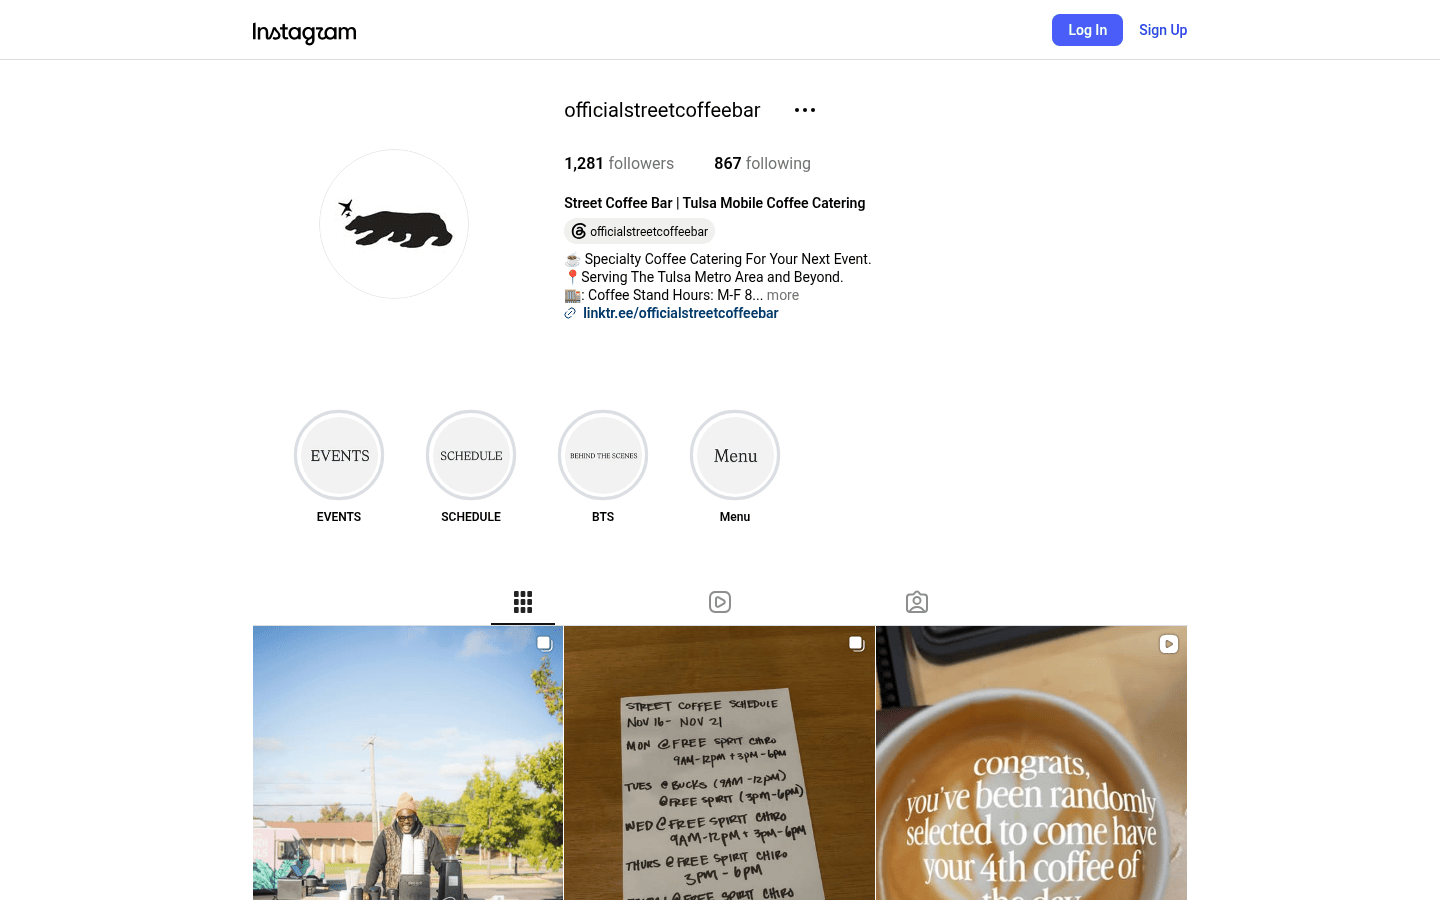 Instagram
Log In
Sign Up
officialstreetcoffeebar
1,281 followers 867 following
Street Coffee Bar | Tulsa Mobile Coffee Catering
officialstreetcoffeebar
☕ Specialty Coffee Catering For Your Next Event.
📍Serving The Tulsa Metro Area and Beyond.
🏬: Coffee Stand Hours: M-F 8... more
linktr.ee/officialstreetcoffeebar
EVENTS
SCHEDULE
BEHIND THE SCENES
Menu
EVENTS
SCHEDULE
BTS
Menu
STREET COFFEE SCHEDULE
NOV 16 - NOV 21
MON @ FREE SPIRIT CHIRO
9AM-12PM + 3PM-6PM
TUES @ BUCKS (9AM -12PM)
@FREE SPIRIT (3PM-6PM)
WED @ FREE SPIRIT CHIRO
9AM-12PM + 3PM-6PM
THURS @ FREE SPIRIT CHIRO
3PM - 6PM
@ FREE SPIRIT CHIRO
congrats,
you've been randomly
selected to come have
your 4th coffee of
the day